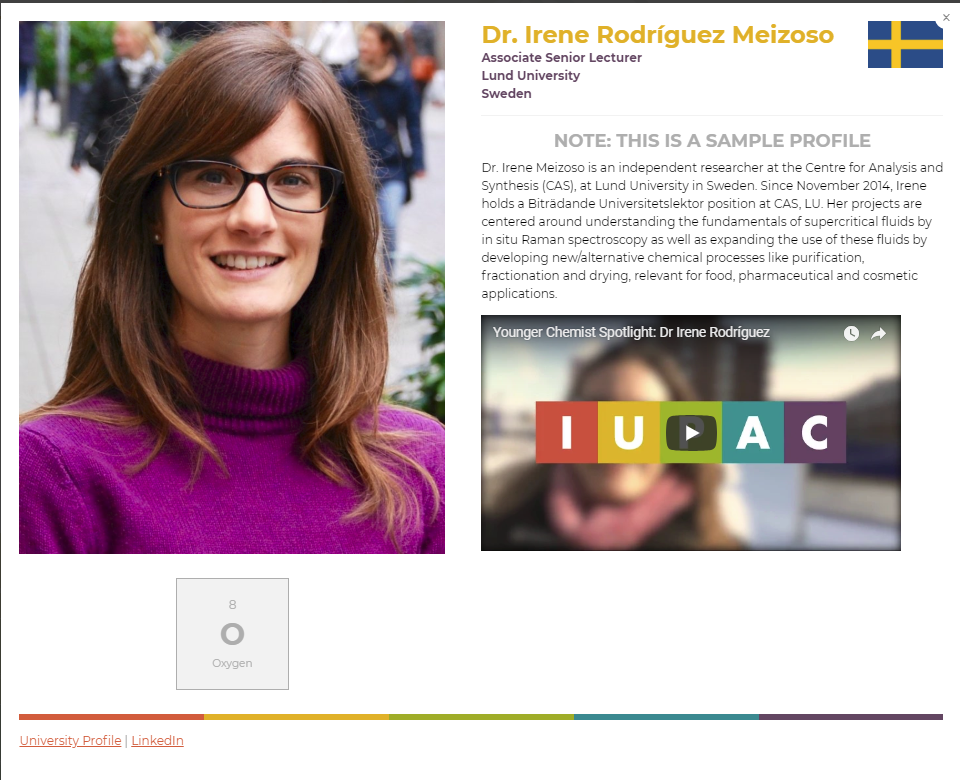 x
Dr. Irene Rodríguez Meizoso
Associate Senior Lecturer
Lund University
Sweden
NOTE: THIS IS A SAMPLE PROFILE
Dr. Irene Meizoso is an independent researcher at the Centre for Analysis and
Synthesis (CAS), at Lund University in Sweden. Since November 2014, Irene
holds a Biträdande Universitetslektor position at CAS, LU. Her projects are
centered around understanding the fundamentals of supercritical fluids by
in situ Raman spectroscopy as well as expanding the use of these fluids by
developing new/alternative chemical processes like purification,
fractionation and drying, relevant for food, pharmaceutical and cosmetic
applications.
Younger Chemist Spotlight: Dr Irene Rodríguez
IUPAC
8
O
Oxygen
University Profile | LinkedIn